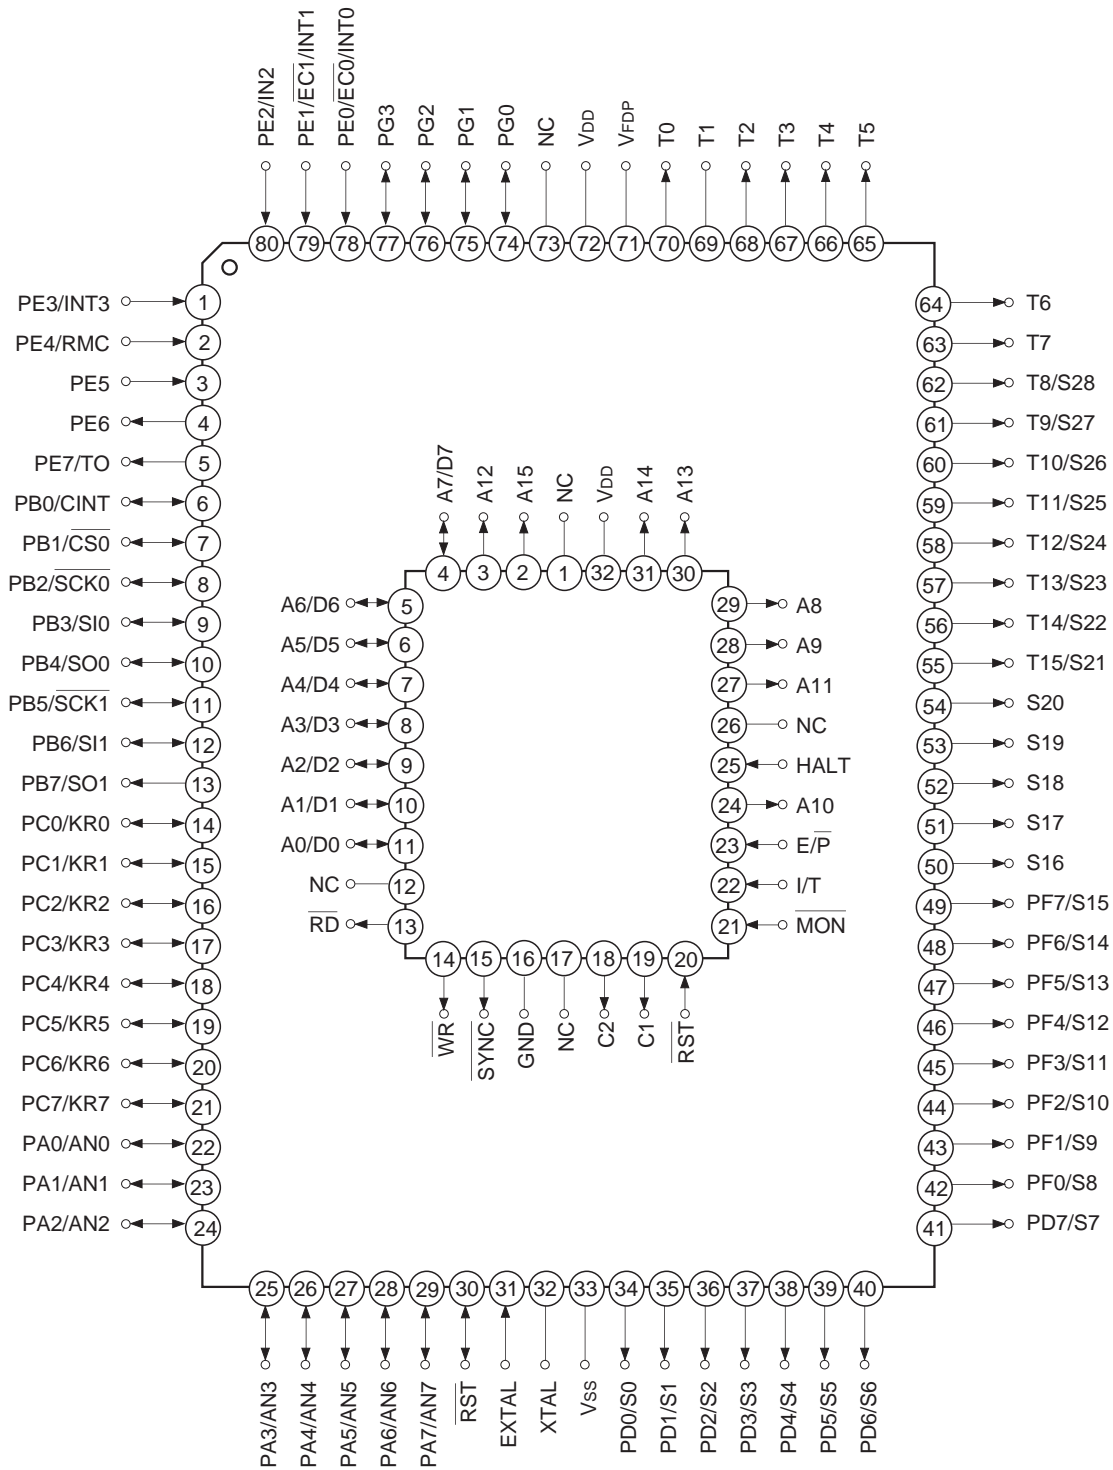 PE2/IN2
PE1/EC1/INT1
PE0/EC0/INT0
PG3
PG2
PG1
PG0
NC
VDD
VFDP
T0
T1
T2
T3
T4
T5
80
79
78
77
76
75
74
73
72
71
70
69
68
67
66
65
PE3/INT3 1
PE4/RMC 2
PE5 3
PE6 4
PE7/TO 5
PB0/CINT 6
PB1/CS0 7
PB2/SCK0 8
PB3/SI0 9
PB4/SO0 10
PB5/SCK1 11
PB6/SI1 12
PB7/SO1 13
PC0/KR0 14
PC1/KR1 15
PC2/KR2 16
PC3/KR3 17
PC4/KR4 18
PC5/KR5 19
PC6/KR6 20
PC7/KR7 21
PA0/AN0 22
PA1/AN1 23
PA2/AN2 24
64 T6
63 T7
62 T8/S28
61 T9/S27
60 T10/S26
59 T11/S25
58 T12/S24
57 T13/S23
56 T14/S22
55 T15/S21
54 S20
53 S19
52 S18
51 S17
50 S16
49 PF7/S15
48 PF6/S14
47 PF5/S13
46 PF4/S12
45 PF3/S11
44 PF2/S10
43 PF1/S9
42 PF0/S8
41 PD7/S7
A7/D7
A12
A15
NC
VDD
A14
A13
4
3
2
1
32
31
30
A6/D6 5
A5/D5 6
A4/D4 7
A3/D3 8
A2/D2 9
A1/D1 10
A0/D0 11
NC 12
RD 13
29 A8
28 A9
27 A11
26 NC
25 HALT
24 A10
23 E/P
22 I/T
21 MON
14
15
16
17
18
19
20
WR
SYNC
GND
NC
C2
C1
RST
25
26
27
28
29
30
31
32
33
34
35
36
37
38
39
40
PA3/AN3
PA4/AN4
PA5/AN5
PA6/AN6
PA7/AN7
RST
EXTAL
XTAL
Vss
PD0/S0
PD1/S1
PD2/S2
PD3/S3
PD4/S4
PD5/S5
PD6/S6